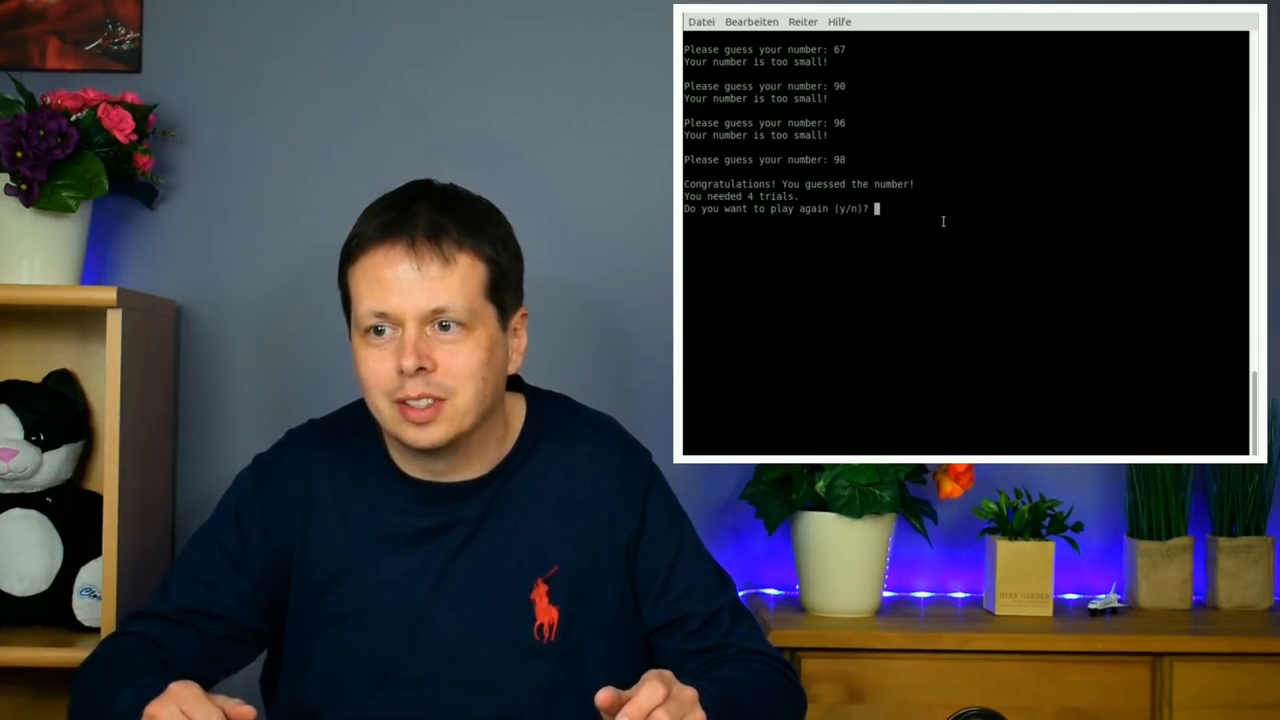 Datei Bearbeiten Reiter Hilfe
Please guess your number: 67
Your number is too small!
Please guess your number: 90
Your number is too small!
Please guess your number: 96
Your number is too small!
Please guess your number: 98
Congratulations! You guessed the number!
You needed 4 trials.
Do you want to play again (y/n)?
HERB GARDEN